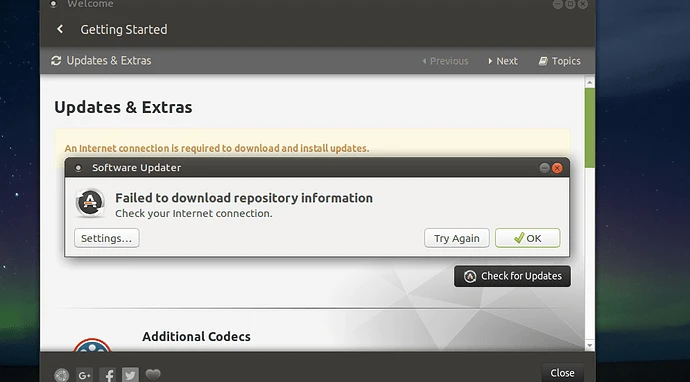 Welcome
Getting Started
Updates & Extras
Previous
Next
Topics
Updates & Extras
An Internet connection is required to download and install updates.
Software Updater
Failed to download repository information
Check your Internet connection.
Settings...
Try Again
OK
Check for Updates
Additional Codecs
Close